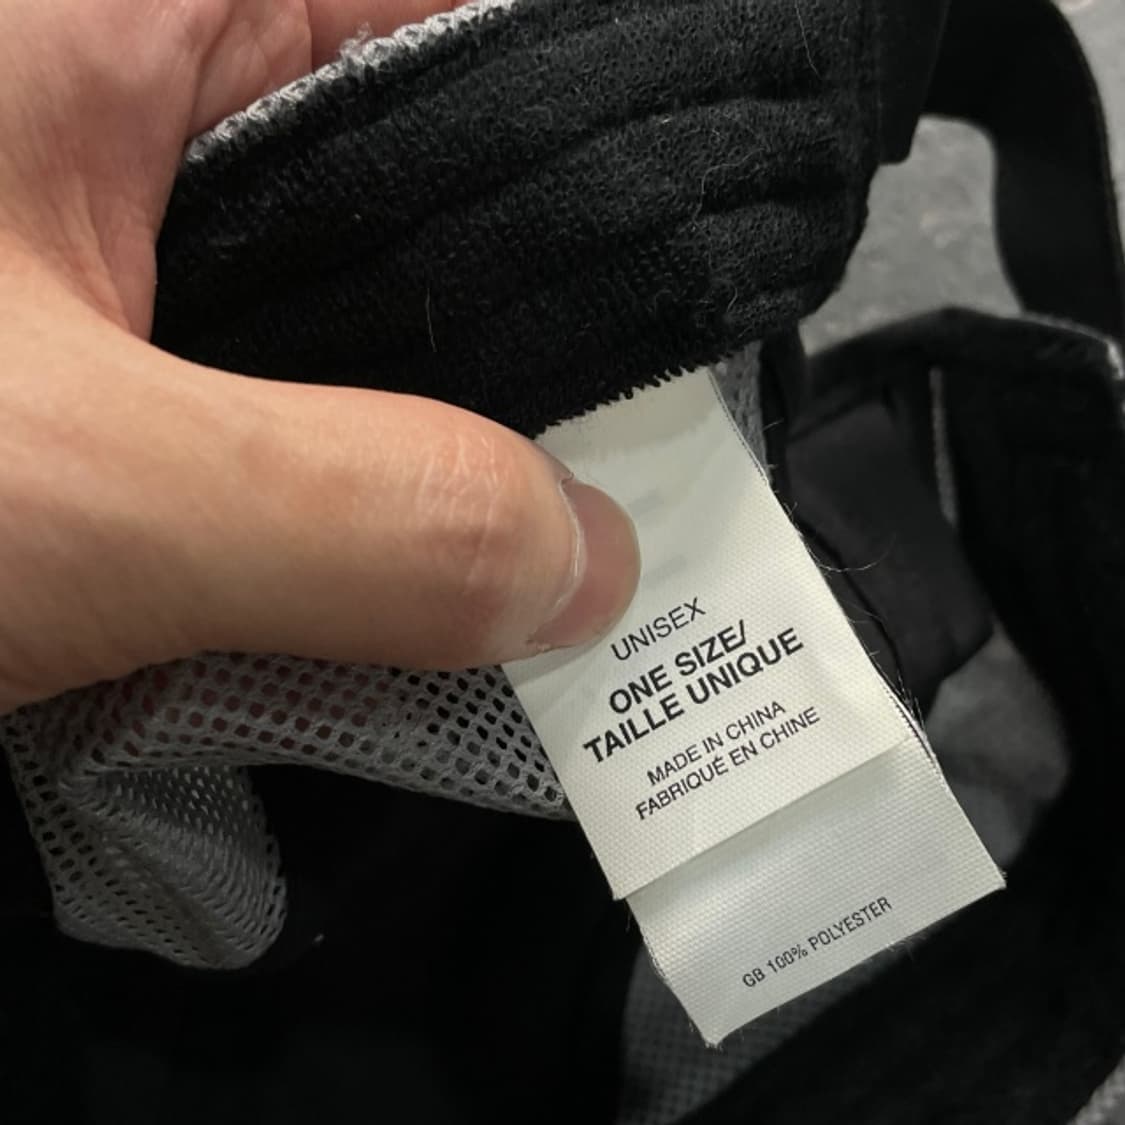 UNISEX
ONE SIZE/
TAILLE UNIQUE
MADE IN CHINA
FABRIQUÉ EN CHINE
GB 100% POLYESTER